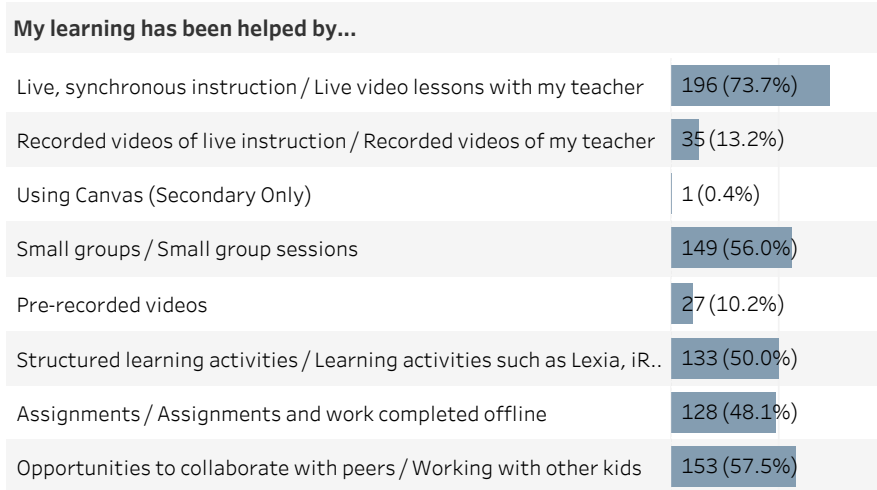 My learning has been helped by...
Live, synchronous instruction / Live video lessons with my teacher 196 (73.7%)
Recorded videos of live instruction / Recorded videos of my teacher 35 (13.2%)
Using Canvas (Secondary Only) 1 (0.4%)
Small groups / Small group sessions 149 (56.0%)
Pre-recorded videos 27 (10.2%)
Structured learning activities / Learning activities such as Lexia, iR.. 133 (50.0%)
Assignments / Assignments and work completed offline 128 (48.1%)
Opportunities to collaborate with peers / Working with other kids 153 (57.5%)